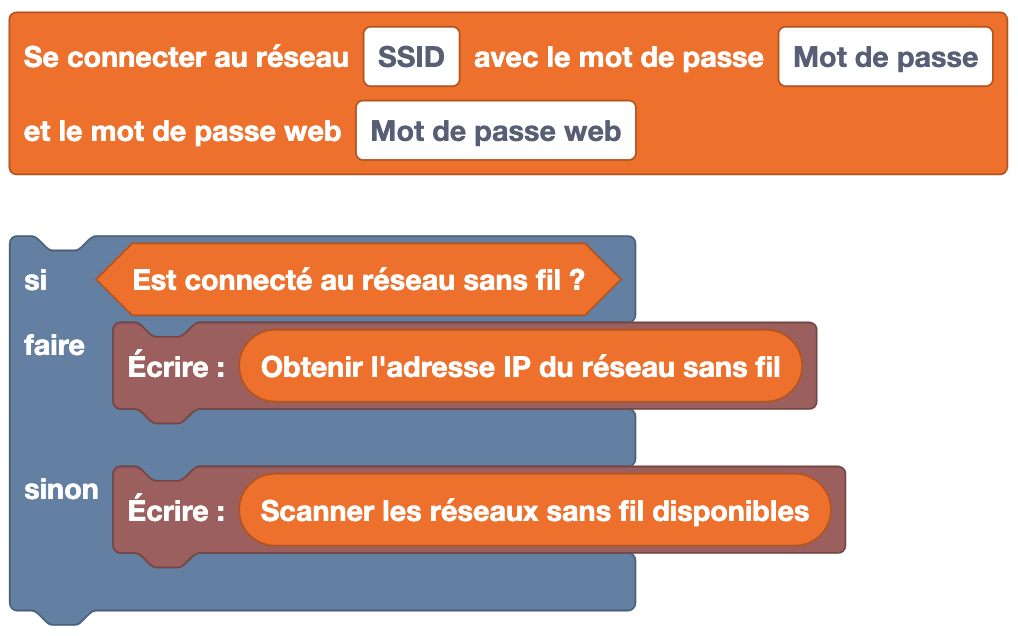 Se connecter au réseau SSID avec le mot de passe Mot de passe
et le mot de passe web Mot de passe web
si Est connecté au réseau sans fil ?
faire
Écrire : Obtenir l'adresse IP du réseau sans fil
sinon
Écrire : Scanner les réseaux sans fil disponibles